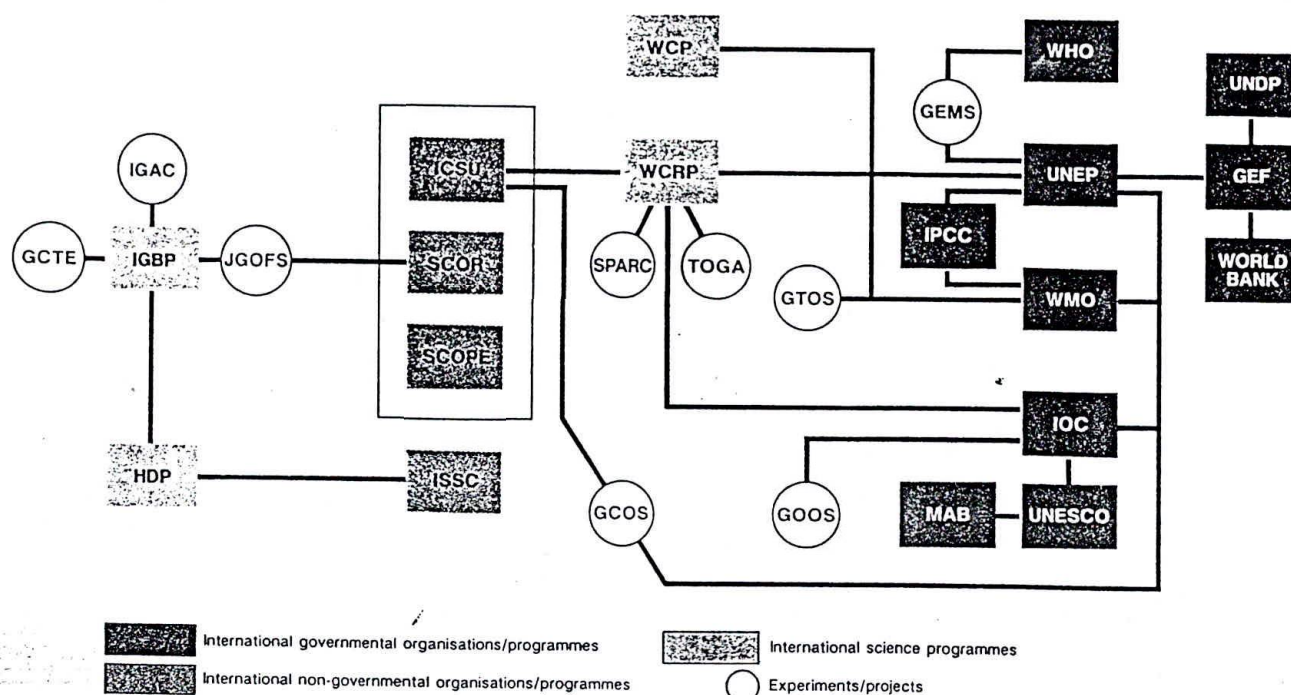 WCP
WHO
UNDP
GEMS
IGAC
ICSU
WCRP
UNEP
GEF
GCTE
IGBP
JGOFS
SCOR
SPARC
TOGA
IPCC
WORLD
BANK
GTOS
WMO
SCOPE
IOC
HDP
ISSC
GCOS
GOOS
MAB
UNESCO
International governmental organisations/programmes
International science programmes
International non-governmental organisations/programmes
Experiments/projects